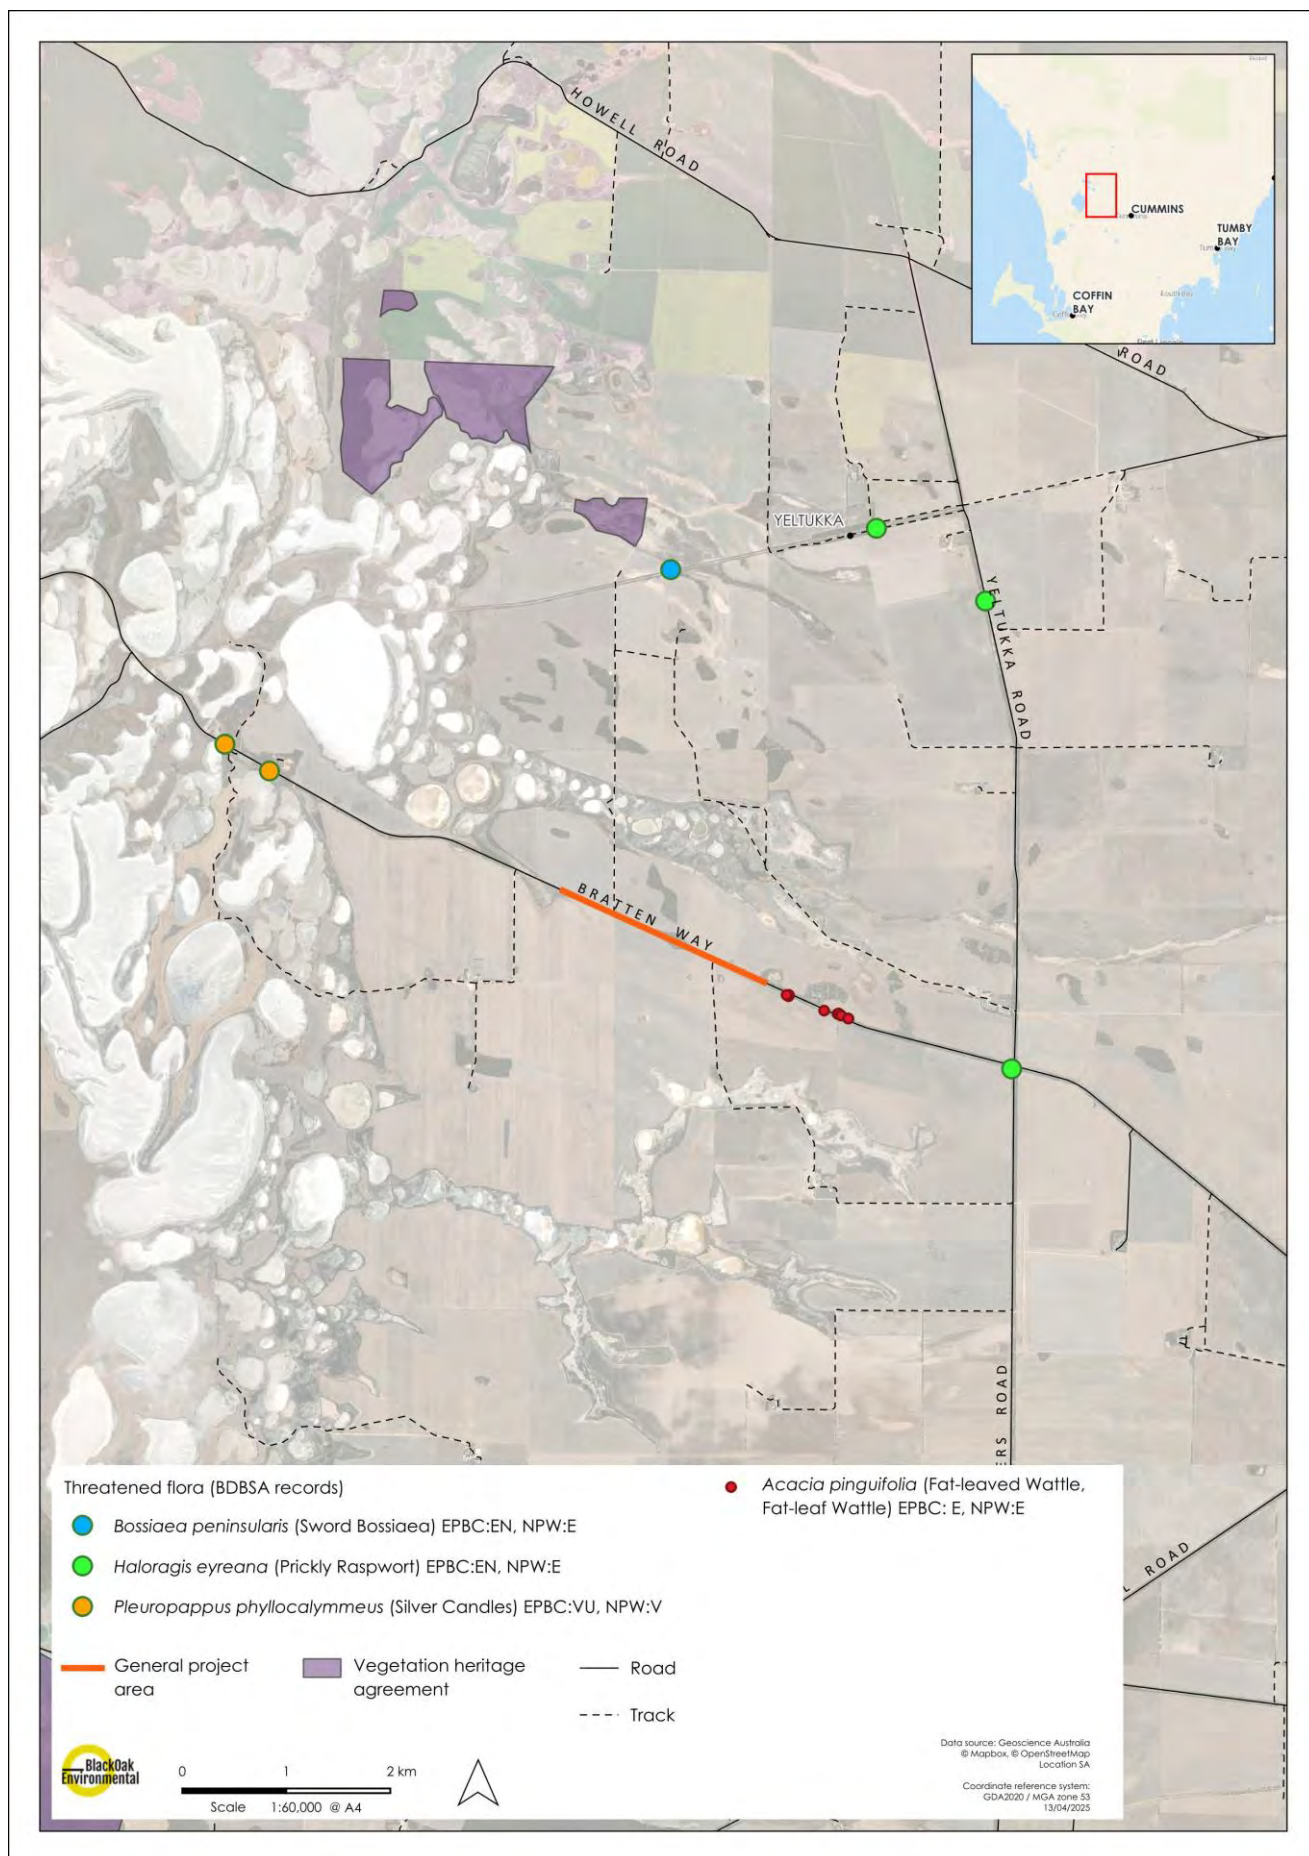 HOWELL ROAD
CUMMINS
TUMBY
BAY
COFFIN
BAY
ROAD
YELTUKKA
YELTUKKA ROAD
BRATTEN WAY
ERS ROAD
L ROAD
Threatened flora (BDBSA records)
Bossiaea peninsularis (Sword Bossiaea) EPBC:EN, NPW:E
Haloragis eyreana (Prickly Raspwort) EPBC:EN, NPW:E
Pleuropappus phyllocalymmeus (Silver Candles) EPBC:VU, NPW:V
Acacia pinguifolia (Fat-leaved Wattle,
Fat-leaf Wattle) EPBC: E, NPW:E
General project
area
Vegetation heritage
agreement
Road
Track
BlackOak
Environmental
0 1 2 km
Scale 1:60,000 @ A4
Data source: Geoscience Australia
© Mapbox, © OpenStreetMap
Location SA
Coordinate reference system:
GDA2020 / MGA zone 53
13/04/2025